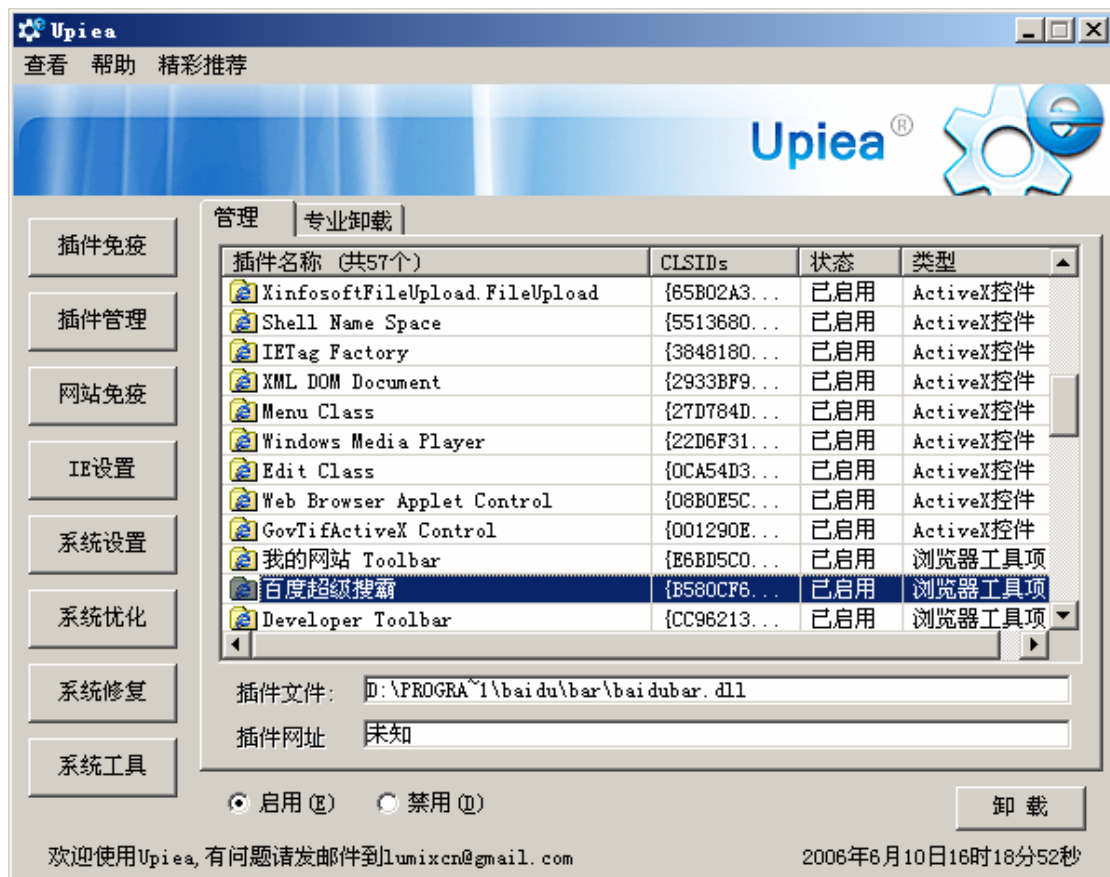 Upiea
查看 帮助 精彩推荐
Upiea®
管理 专业卸载
插件免疫
插件管理
网站免疫
IE设置
系统设置
系统优化
系统修复
系统工具
插件名称 (共57个) CLSIDs 状态 类型
XinfosoftFileUpload.FileUpload {65B02A3... 已启用 ActiveX控件
Shell Name Space {5513680... 已启用 ActiveX控件
IETag Factory {3848180... 已启用 ActiveX控件
XML DOM Document {2933BF9... 已启用 ActiveX控件
Menu Class {27D784D... 已启用 ActiveX控件
Windows Media Player {22D6F31... 已启用 ActiveX控件
Edit Class {0CA54D3... 已启用 ActiveX控件
Web Browser Applet Control {08B0E5C... 已启用 ActiveX控件
GovTifActiveX Control {001290E... 已启用 ActiveX控件
我的网站 Toolbar {E6BD5C0... 已启用 浏览器工具项
百度超级搜霸 {B580CF6... 已启用 浏览器工具项
Developer Toolbar {CC96213... 已启用 浏览器工具项
插件文件: D:\PROGRA~1\baidu\bar\baidubar.dll
插件网址 未知
启用(E) 禁用(D)
卸 载
欢迎使用Upiea,有问题请发邮件到lumixcn@gmail.com 2006年6月10日16时18分52秒